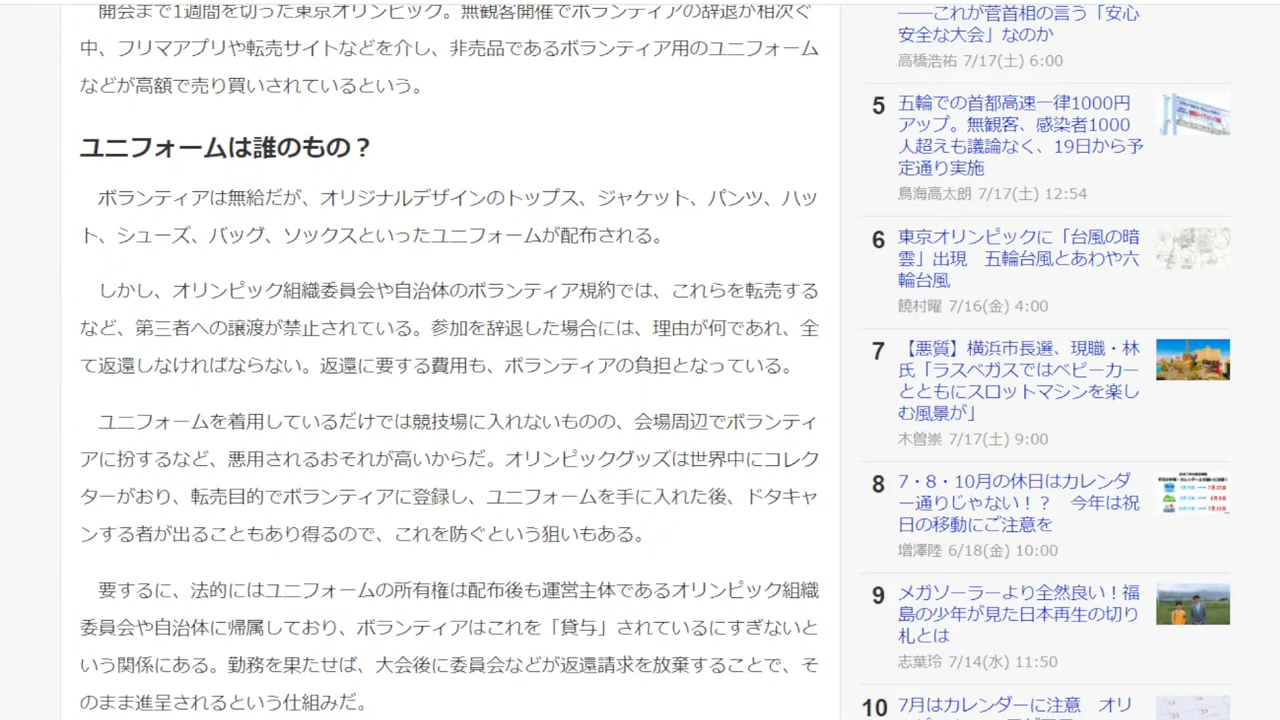 開会まで1週間を切った東京オリンピック。無観客開催でボランティアの辞退が相次ぐ
中、フリマアプリや転売サイトなどを介し、非売品であるボランティア用のユニフォーム
などが高額で売り買いされているという。
ユニフォームは誰のもの？
ボランティアは無給だが、オリジナルデザインのトップス、ジャケット、パンツ、ハッ
ト、シューズ、バッグ、ソックスといったユニフォームが配布される。
しかし、オリンピック組織委員会や自治体のボランティア規約では、これらを転売する
など、第三者への譲渡が禁止されている。参加を辞退した場合には、理由が何であれ、全
て返還しなければならない。返還に要する費用も、ボランティアの負担となっている。
ユニフォームを着用しているだけでは競技場に入れないものの、会場周辺でボランティ
アに扮するなど、悪用されるおそれが高いからだ。オリンピックグッズは世界中にコレク
ターがおり、転売目的でボランティアに登録し、ユニフォームを手に入れた後、ドタキャ
ンする者が出ることもあり得るので、これを防ぐという狙いもある。
要するに、法的にはユニフォームの所有権は配布後も運営主体であるオリンピック組織
委員会や自治体に帰属しており、ボランティアはこれを「貸与」されているにすぎないと
いう関係にある。勤務を果たせば、大会後に委員会などが返還請求を放棄することで、そ
のまま進呈されるという仕組みだ。
――これが菅首相の言う「安心
安全な大会」なのか
高橋浩祐 7/17(土) 6:00
5 五輪での首都高速一律1000円
アップ。無観客、感染者1000
人超えも議論なく、19日から予
定通り実施
鳥海高太朗 7/17(土) 12:54
6 東京オリンピックに「台風の暗
雲」出現　五輪台風とあわや六
輪台風
饒村曜 7/16(金) 4:00
7 【悪質】横浜市長選、現職・林
氏「ラスベガスではベビーカー
とともにスロットマシンを楽し
む風景が」
木曽崇 7/17(土) 9:00
8 7・8・10月の休日はカレンダ
ー通りじゃない！？　今年は祝
日の移動にご注意を
増澤陸 6/18(金) 10:00
9 メガソーラーより全然良い！福
島の少年が見た日本再生の切り
札とは
志葉玲 7/14(水) 11:50
10 7月はカレンダーに注意　オリ